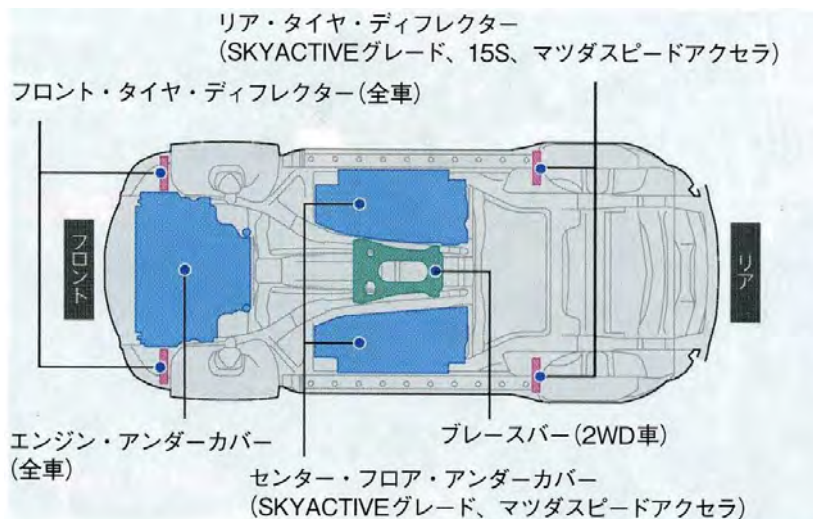 リア・タイヤ・ディフレクター
(SKYACTIVEグレード、15S、マツダスピードアクセラ)
フロント・タイヤ・ディフレクター(全車)
フロント
リア
エンジン・アンダーカバー
(全車)
ブレースバー(2WD車)
センター・フロア・アンダーカバー
(SKYACTIVEグレード、マツダスピードアクセラ)